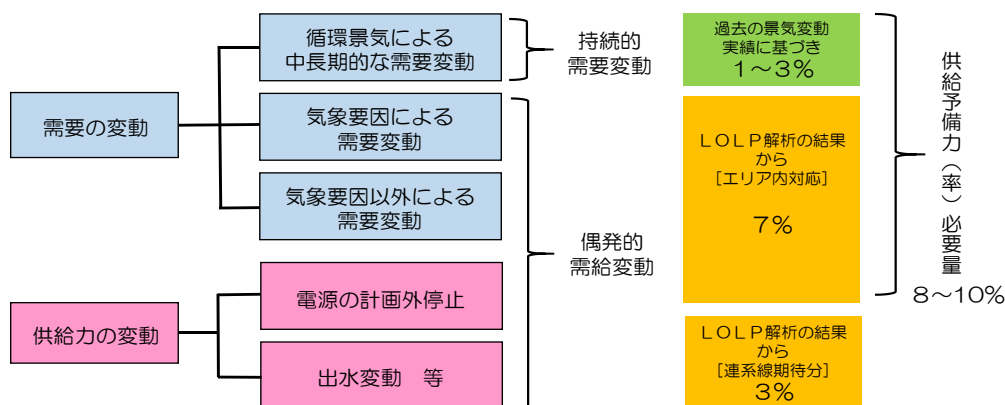 需要の変動
循環景気による
中長期的な需要変動
気象要因による
需要変動
気象要因以外による
需要変動
供給力の変動
電源の計画外停止
出水変動　等
持続的
需要変動
偶発的
需給変動
過去の景気変動
実績に基づき
１～３%
ＬＯＬＰ解析の結果
から
[エリア内対応]
７%
ＬＯＬＰ解析の結果
から
[連系線期待分]
３%
供給予備力（率）必要量
８～１０%